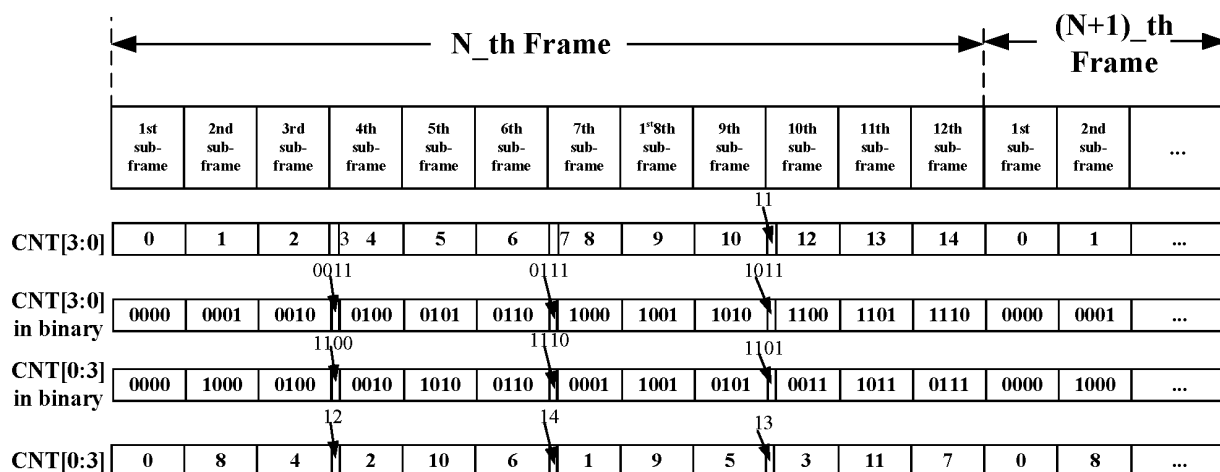 N_th Frame
(N+1)_th
Frame
1st sub-frame 2nd sub-frame 3rd sub-frame 4th sub-frame 5th sub-frame 6th sub-frame 7th sub-frame 1st8th sub-frame 9th sub-frame 10th sub-frame 11th sub-frame 12th sub-frame 1st sub-frame 2nd sub-frame ...
11
CNT[3:0] 0 1 2 3 4 5 6 7 8 9 10 12 13 14 0 1 ...
0011 0111 1011
CNT[3:0]
in binary
0000 0001 0010 0100 0101 0110 1000 1001 1010 1100 1101 1110 0000 0001 ...
1100 1110 1101
CNT[0:3]
in binary
0000 1000 0100 0010 1010 0110 0001 1001 0101 0011 1011 0111 0000 1000 ...
12 14 13
CNT[0:3] 0 8 4 2 10 6 1 9 5 3 11 7 0 8 ...